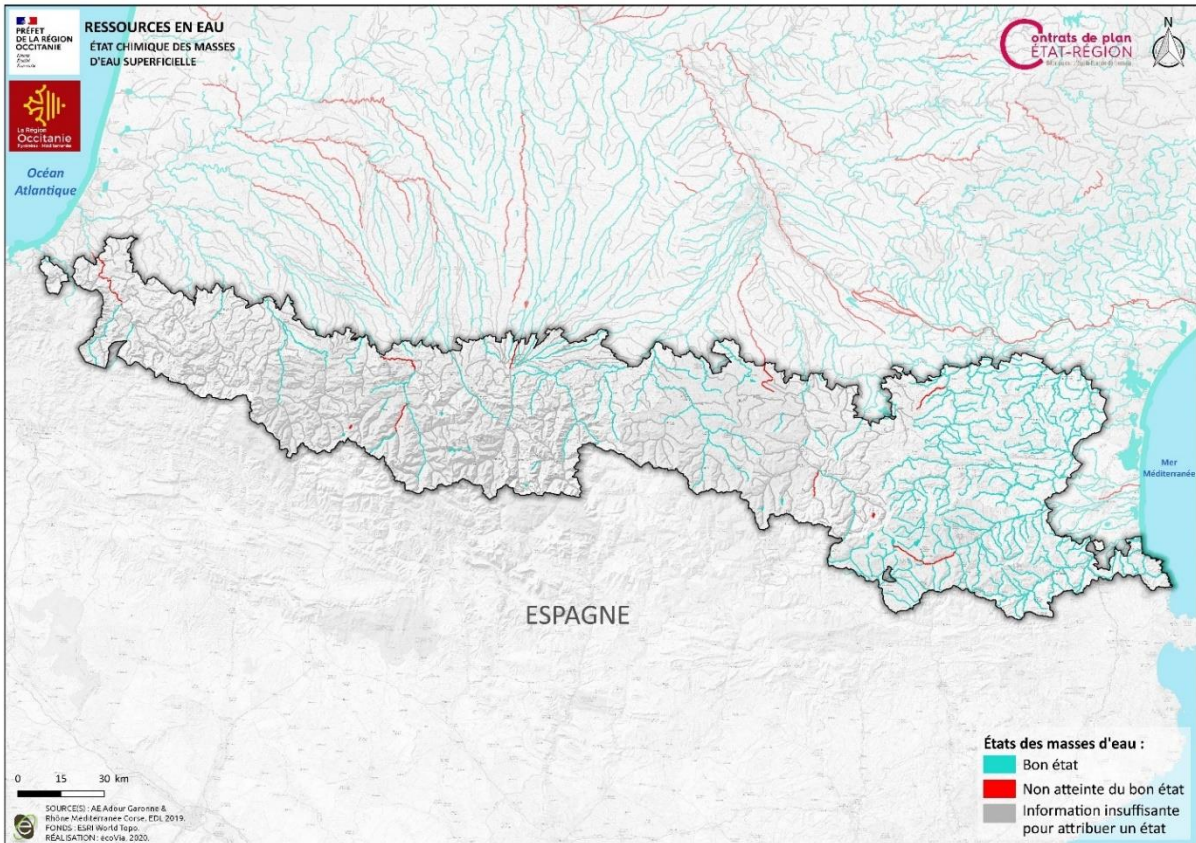 PRÉFET
DE LA RÉGION
OCCITANIE
RESSOURCES EN EAU
ÉTAT CHIMIQUE DES MASSES
D'EAU SUPERFICIELLE
La Région
Occitanie
Pyrénées - Méditerranée
Contrats de plan
ÉTAT-RÉGION
N
Océan
Atlantique
Mer
Méditerranée
ESPAGNE
0 15 30 km
SOURCE(S) : AE Adour Garonne &
Rhône Méditerranée Corse, EDL 2019.
FONDS : ESRI World Topo.
RÉALISATION : écoVia, 2020.
États des masses d'eau :
Bon état
Non atteinte du bon état
Information insuffisante
pour attribuer un état